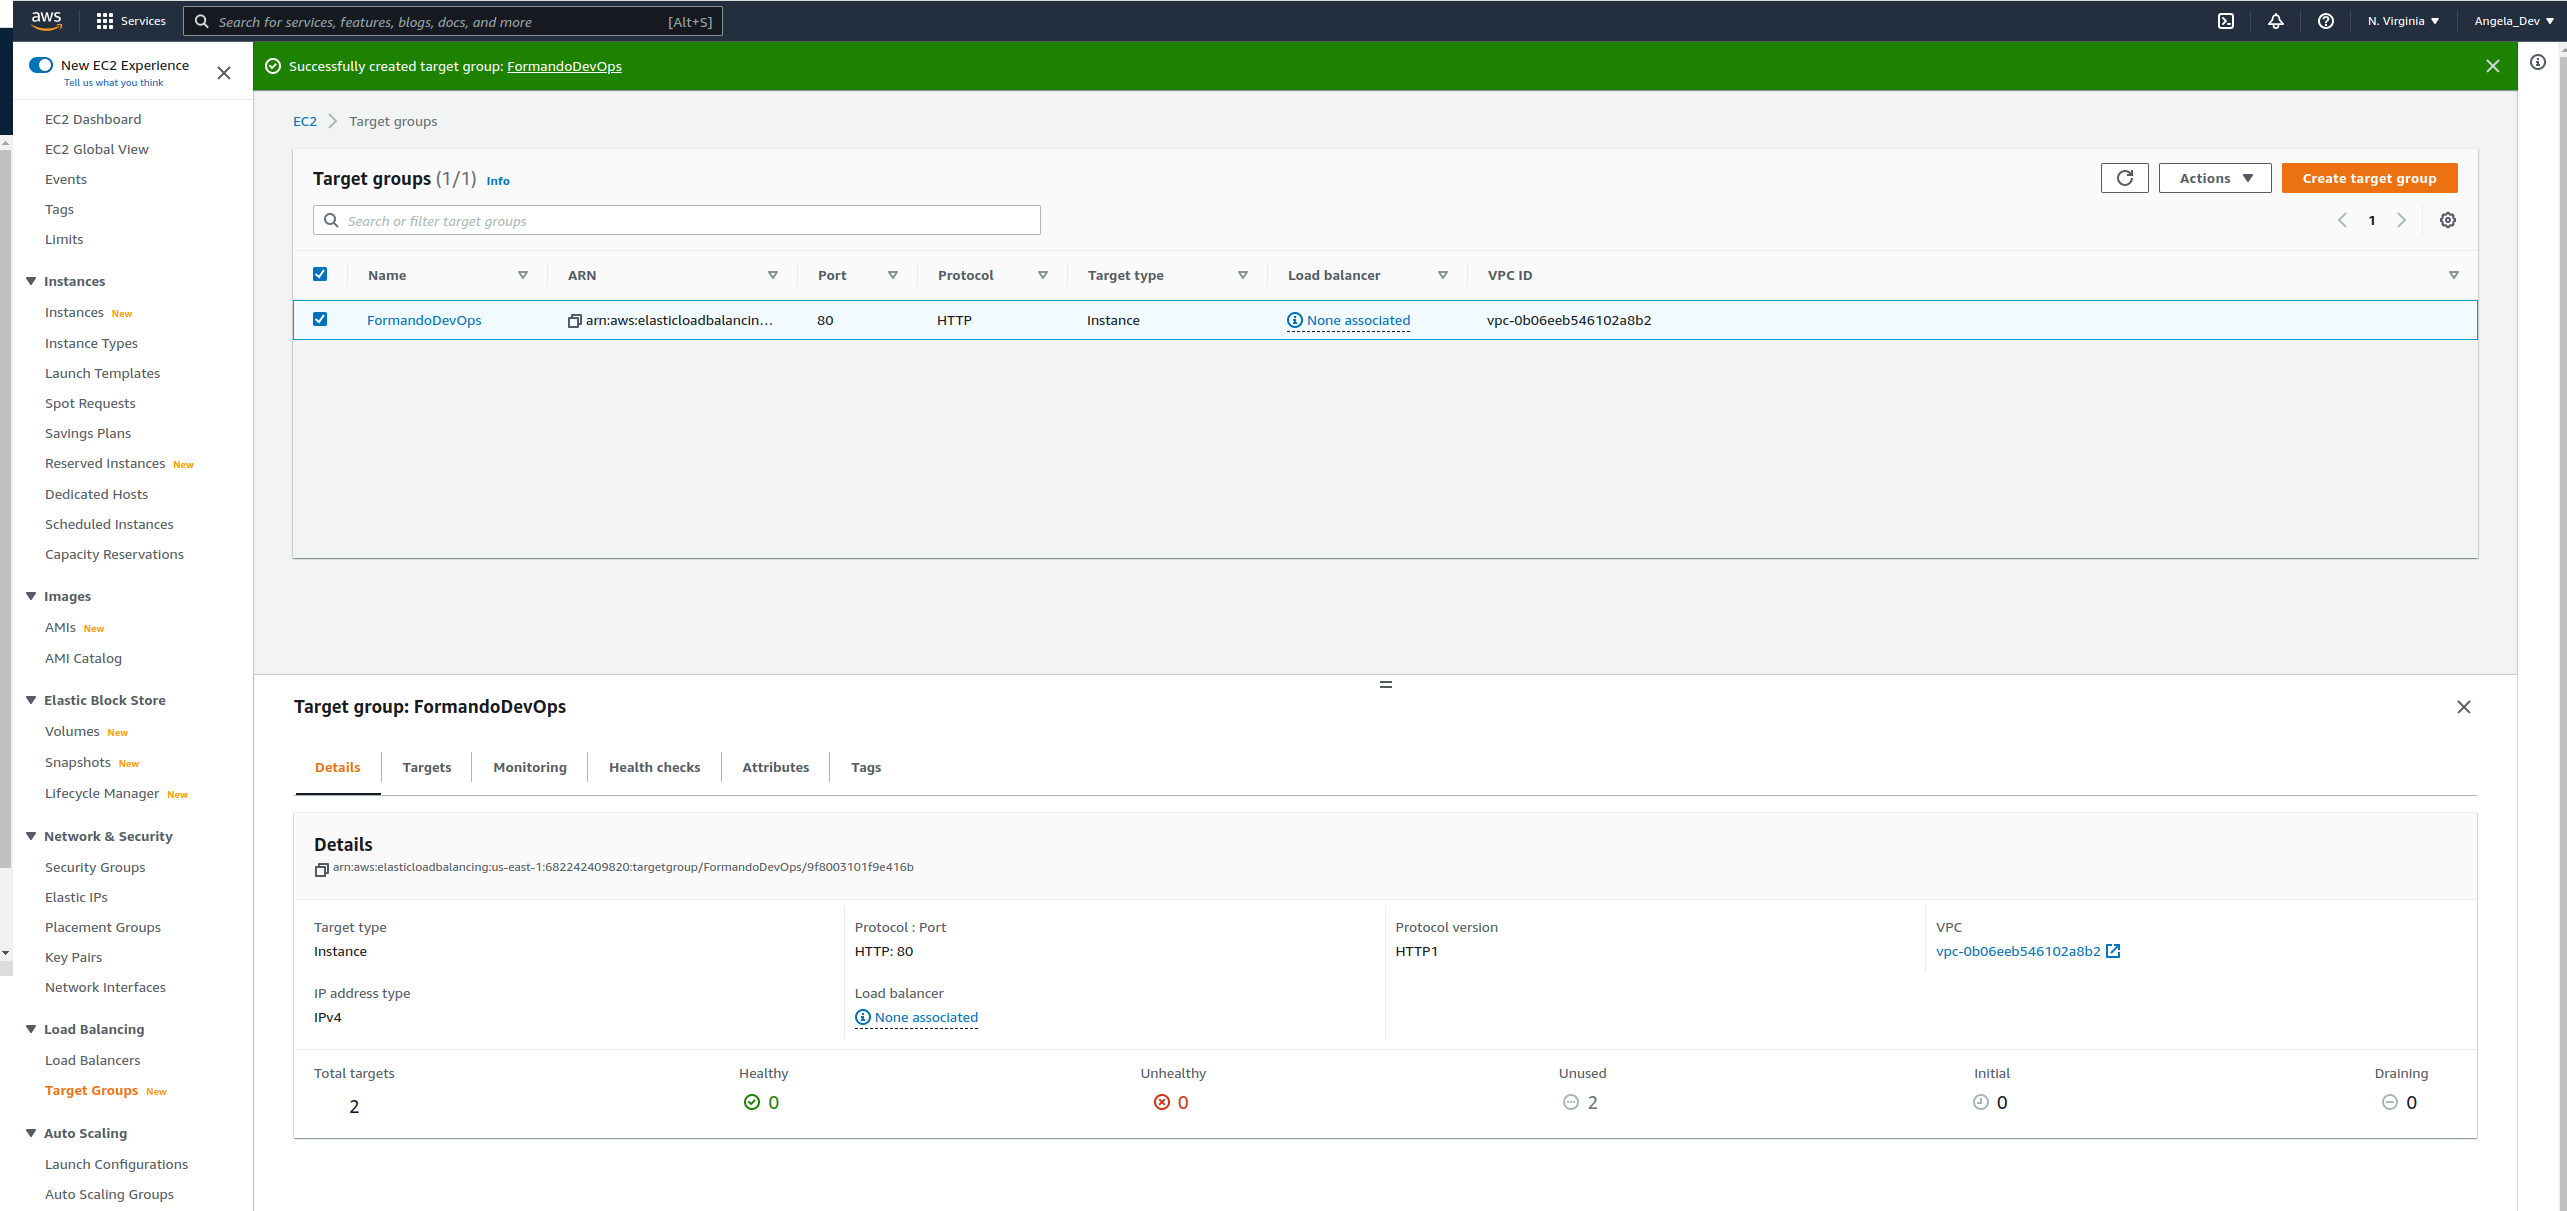 aws
Services
Search for services, features, blogs, docs, and more
[Alt+S]
N. Virginia
Angela_Dev
New EC2 Experience
Tell us what you think
EC2 Dashboard
EC2 Global View
Events
Tags
Limits
Instances
Instances New
Instance Types
Launch Templates
Spot Requests
Savings Plans
Reserved Instances New
Dedicated Hosts
Scheduled Instances
Capacity Reservations
Images
AMIs New
AMI Catalog
Elastic Block Store
Volumes New
Snapshots New
Lifecycle Manager New
Network & Security
Security Groups
Elastic IPs
Placement Groups
Key Pairs
Network Interfaces
Load Balancing
Load Balancers
Target Groups New
Auto Scaling
Launch Configurations
Auto Scaling Groups
Successfully created target group: FormandoDevOps
EC2 Target groups
Target groups (1/1) Info
Actions
Create target group
Search or filter target groups
1
Name ARN Port Protocol Target type Load balancer VPC ID
FormandoDevOps arn:aws:elasticloadbalancin... 80 HTTP Instance None associated vpc-0b06eeb546102a8b2
Target group: FormandoDevOps
Details Targets Monitoring Health checks Attributes Tags
Details
arn:aws:elasticloadbalancing:us-east-1:682242409820:targetgroup/FormandoDevOps/9f8003101f9e416b
Target type Protocol : Port Protocol version VPC
Instance HTTP: 80 HTTP1 vpc-0b06eeb546102a8b2
IP address type Load balancer
IPv4 None associated
Total targets Healthy Unhealthy Unused Initial Draining
2 0 0 2 0 0